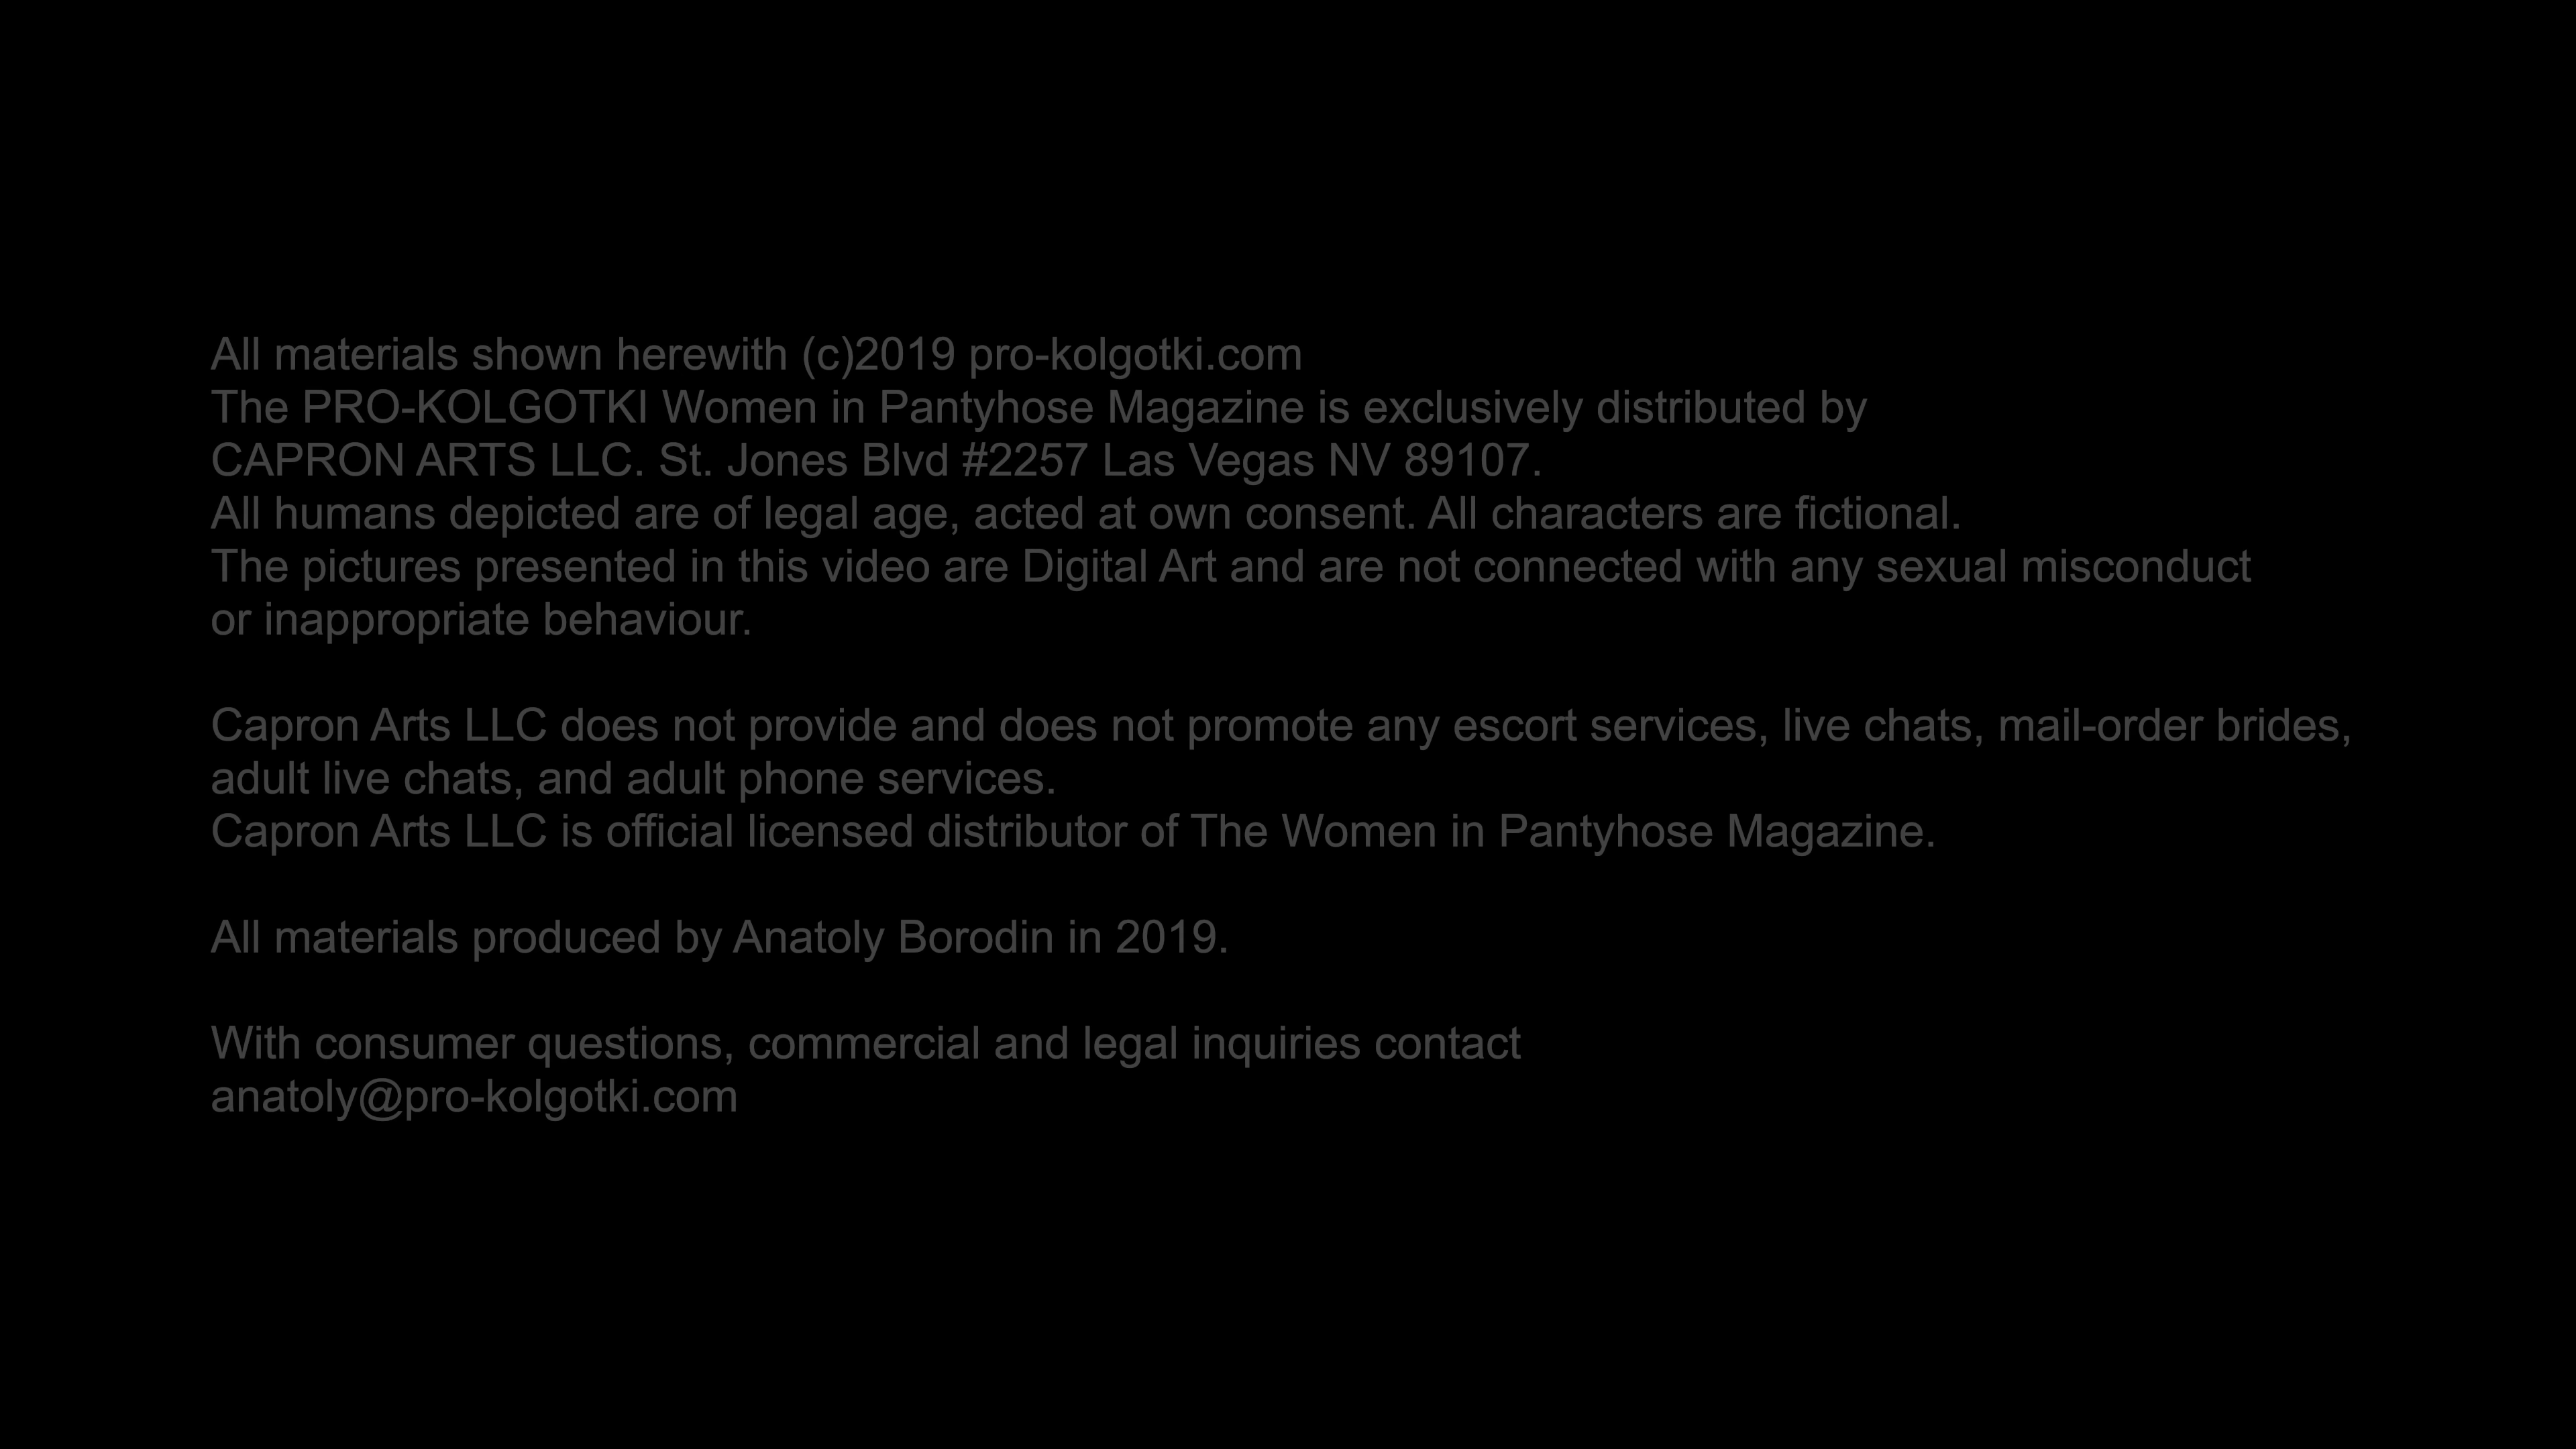 All materials shown herewith (c)2019 pro-kolgotki.com
The PRO-KOLGOTKI Women in Pantyhose Magazine is exclusively distributed by
CAPRON ARTS LLC. St. Jones Blvd #2257 Las Vegas NV 89107.
All humans depicted are of legal age, acted at own consent. All characters are fictional.
The pictures presented in this video are Digital Art and are not connected with any sexual misconduct
or inappropriate behaviour.
Capron Arts LLC does not provide and does not promote any escort services, live chats, mail-order brides,
adult live chats, and adult phone services.
Capron Arts LLC is official licensed distributor of The Women in Pantyhose Magazine.
All materials produced by Anatoly Borodin in 2019.
With consumer questions, commercial and legal inquiries contact
anatoly@pro-kolgotki.com